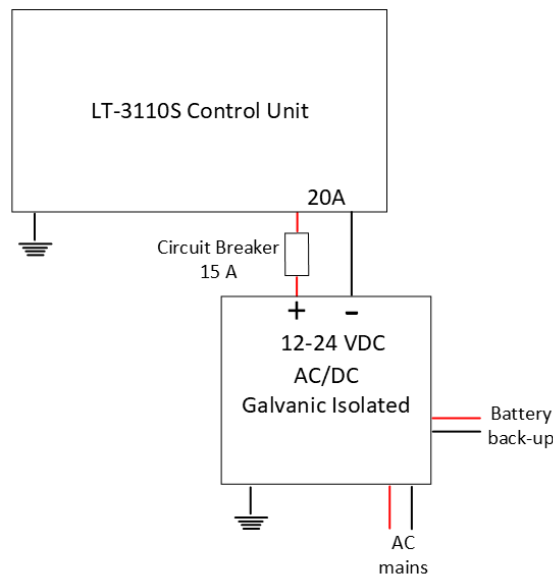 LT-3110S Control Unit
20A
Circuit Breaker
15 A
+ -
12-24 VDC
AC/DC
Galvanic Isolated
Battery
back-up
AC
mains